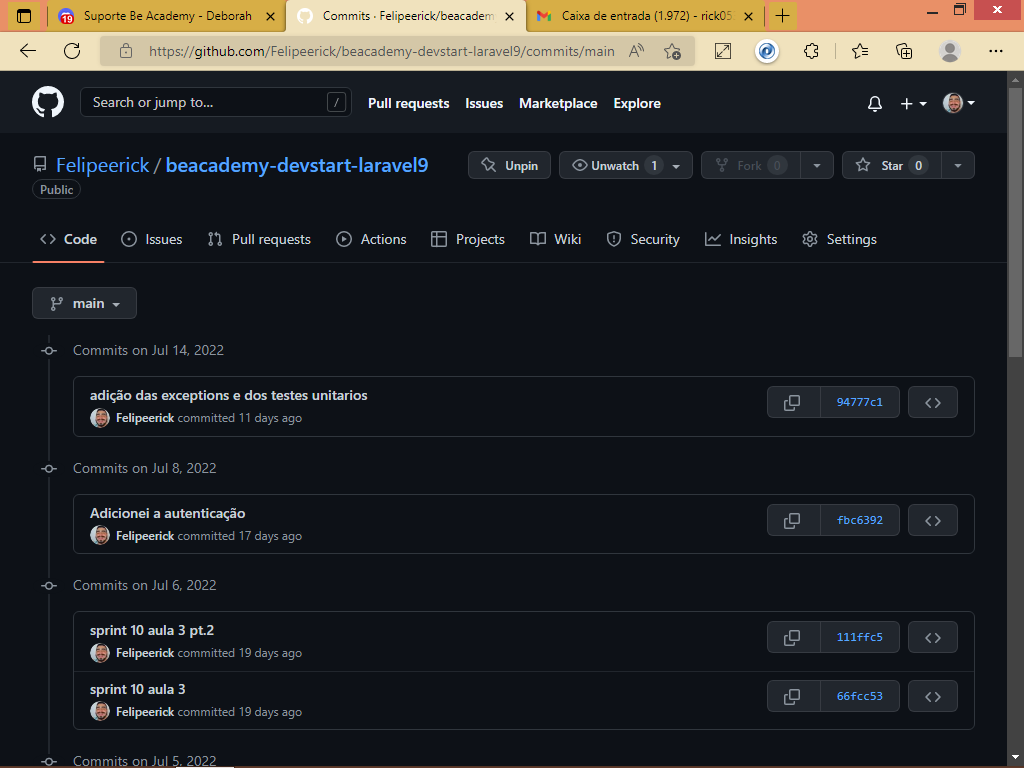 19 Suporte Be Academy - Deborah
Commits · Felipeerick/beacadem
Caixa de entrada (1.972) - rick05
https://github.com/Felipeerick/beacademy-devstart-laravel9/commits/main
Search or jump to... /
Pull requests Issues Marketplace Explore
Felipeerick / beacademy-devstart-laravel9
Public
Unpin Unwatch 1 Fork 0 Star 0
Code Issues Pull requests Actions Projects Wiki Security Insights Settings
main
Commits on Jul 14, 2022
adição das exceptions e dos testes unitarios
Felipeerick committed 11 days ago
94777c1
Commits on Jul 8, 2022
Adicionei a autenticação
Felipeerick committed 17 days ago
fbc6392
Commits on Jul 6, 2022
sprint 10 aula 3 pt.2
Felipeerick committed 19 days ago
111ffc5
sprint 10 aula 3
Felipeerick committed 19 days ago
66fcc53
Commits on Jul 5, 2022